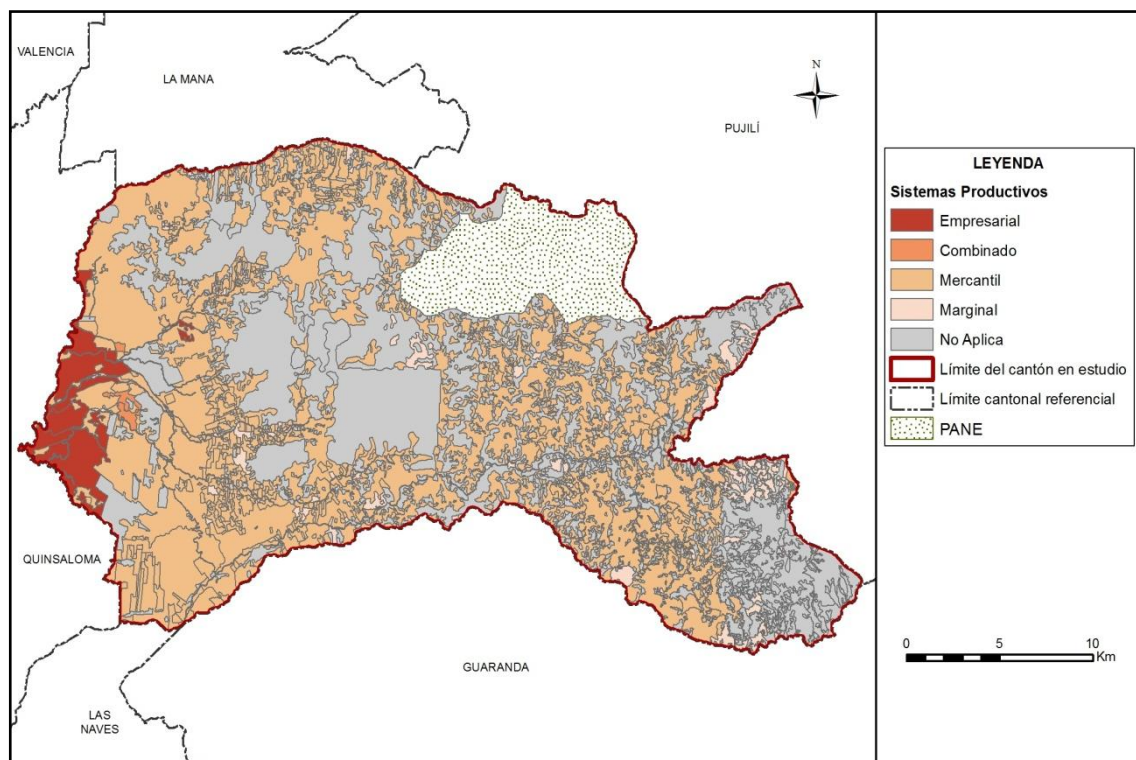 VALENCIA
LA MANA
N
PUJILÍ
QUINSALOMA
GUARANDA
LAS
NAVES
LEYENDA
Sistemas Productivos
Empresarial
Combinado
Mercantil
Marginal
No Aplica
Límite del cantón en estudio
Límite cantonal referencial
PANE
0 5 10
Km